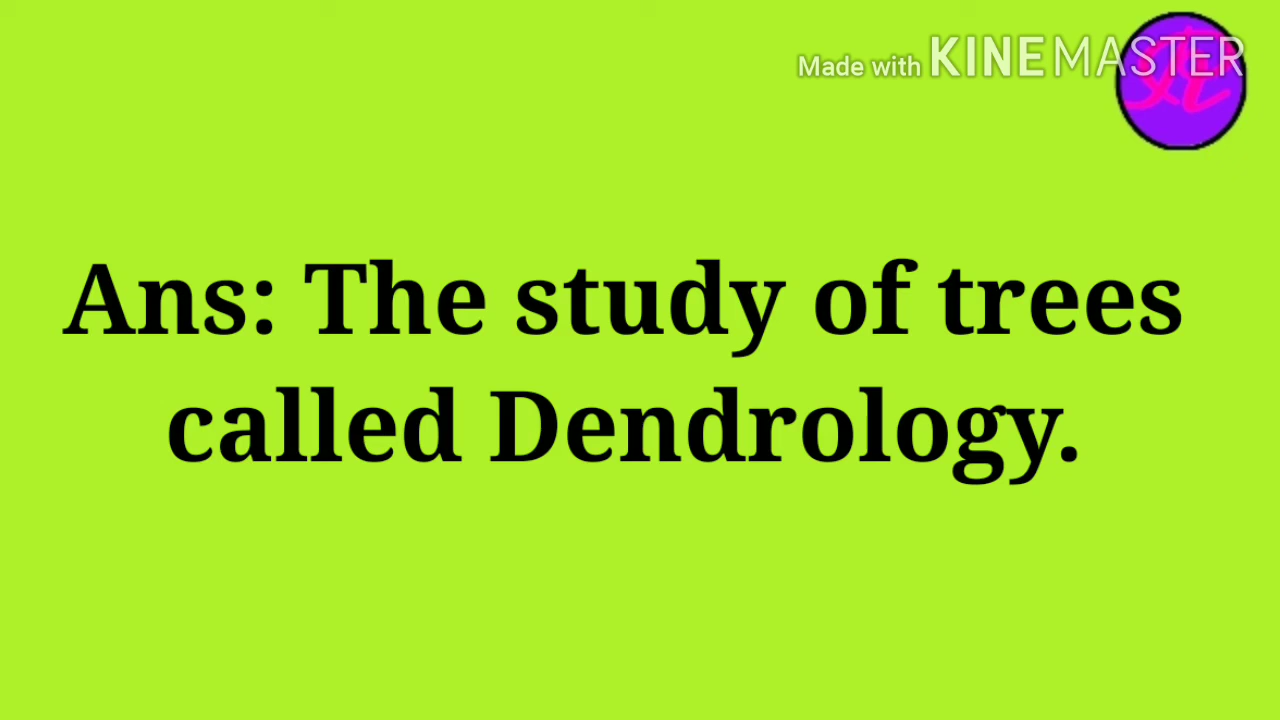 Made with KINEMASTER
Ans: The study of trees
called Dendrology.